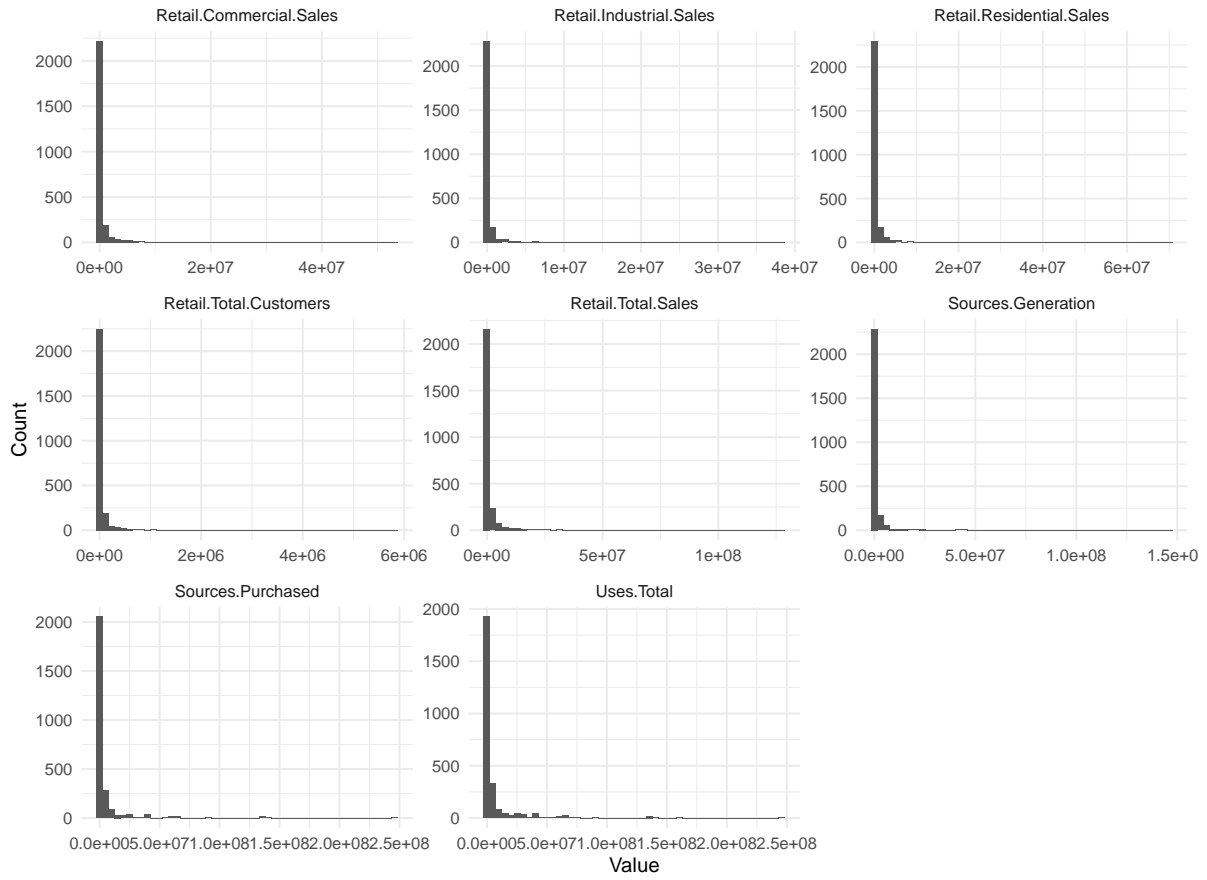 Retail.Commercial.Sales Retail.Industrial.Sales Retail.Residential.Sales
2000 2000 2000
1500 1500 1500
1000 1000 1000
500 500 500
0 0 0
0e+00 2e+07 4e+07 0e+00 1e+07 2e+07 3e+07 4e+07 0e+00 2e+07 4e+07 6e+07
Retail.Total.Customers Retail.Total.Sales Sources.Generation
2000 2000 2000
1500 1500 1500
1000 1000 1000
500 500 500
0 0 0
0e+00 2e+06 4e+06 6e+06 0e+00 5e+07 1e+08 0.0e+00 5.0e+07 1.0e+08 1.5e+0
Count
Sources.Purchased Uses.Total
2000 2000
1500 1500
1000 1000
500 500
0 0
0.0e+005.0e+071.0e+081.5e+082.0e+082.5e+08 0.0e+005.0e+071.0e+081.5e+082.0e+082.5e+08
Value